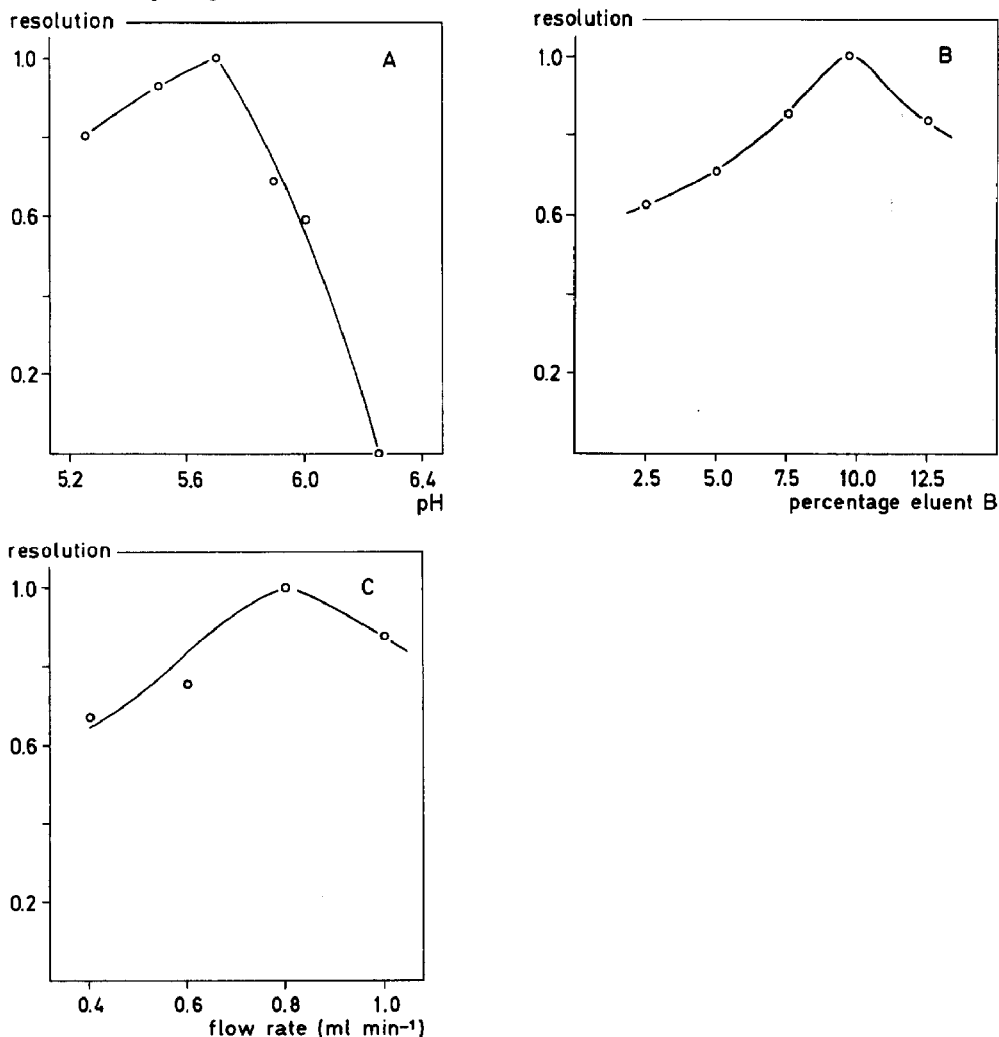 resolution
A
1.0
0.6
0.2
5.2 5.6 6.0 6.4
pH
resolution
B
1.0
0.6
0.2
2.5 5.0 7.5 10.0 12.5
percentage eluent B
resolution
C
1.0
0.6
0.2
0.4 0.6 0.8 1.0
flow rate (ml min⁻¹)